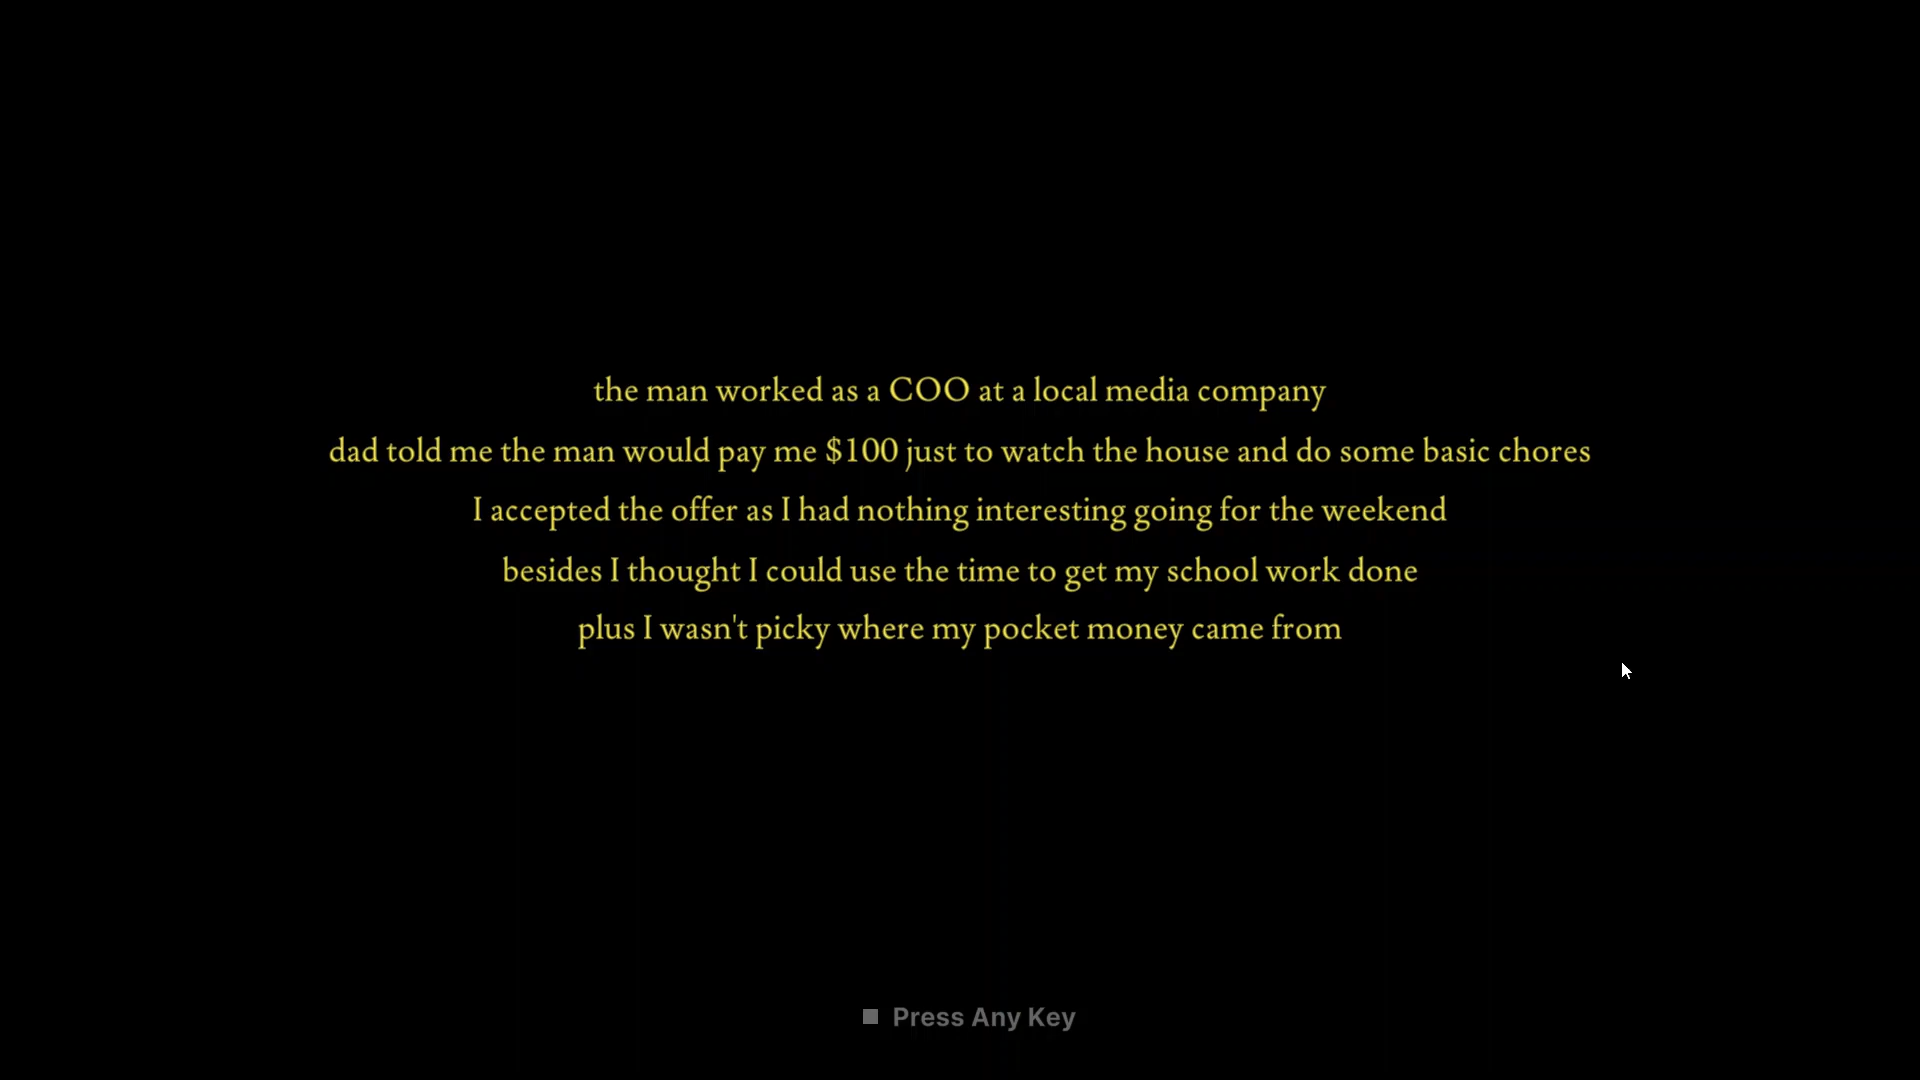 the man worked as a COO at a local media company
dad told me the man would pay me $100 just to watch the house and do some basic chores
I accepted the offer as I had nothing interesting going for the weekend
besides I thought I could use the time to get my school work done
plus I wasn't picky where my pocket money came from
Press Any Key